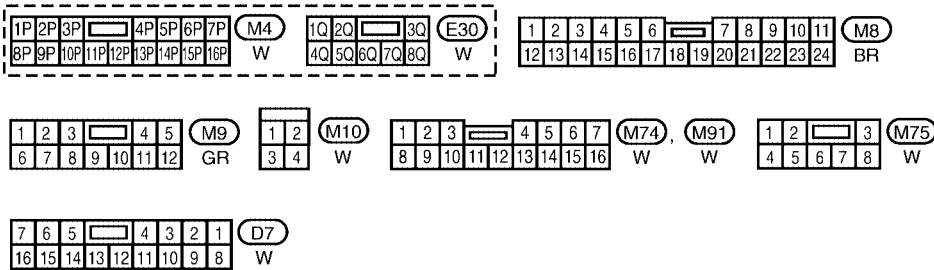 1P 2P 3P 4P 5P 6P 7P M4 1Q 2Q 3Q E30 1 2 3 4 5 6 7 8 9 10 11 M8
8P 9P 10P 11P 12P 13P 14P 15P 16P W 4Q 5Q 6Q 7Q 8Q W 12 13 14 15 16 17 18 19 20 21 22 23 24 BR
1 2 3 4 5 M9 1 2 M10 1 2 3 4 5 6 7 M74 , M91 1 2 3 M75
6 7 8 9 10 11 12 GR 3 4 W 8 9 10 11 12 13 14 15 16 W W 4 5 6 7 8 W
7 6 5 4 3 2 1 D7
16 15 14 13 12 11 10 9 8 W